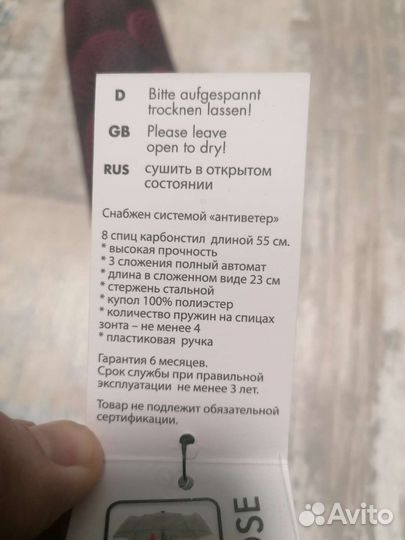 D Bitte aufgespannt
trocknen lassen!
GB Please leave
open to dry!
RUS сушить в открытом
состоянии
Снабжен системой «антиветер»
8 спиц карбонстил длиной 55 см.
* высокая прочность
* 3 сложения полный автомат
* длина в сложенном виде 23 см
* стержень стальной
* купол 100% полиэстер
* количество пружин на спицах
зонта – не менее 4
* пластиковая ручка
Гарантия 6 месяцев.
Срок службы при правильной
эксплуатации не менее 3 лет.
Товар не подлежит обязательной
сертификации.
OSE
Avito